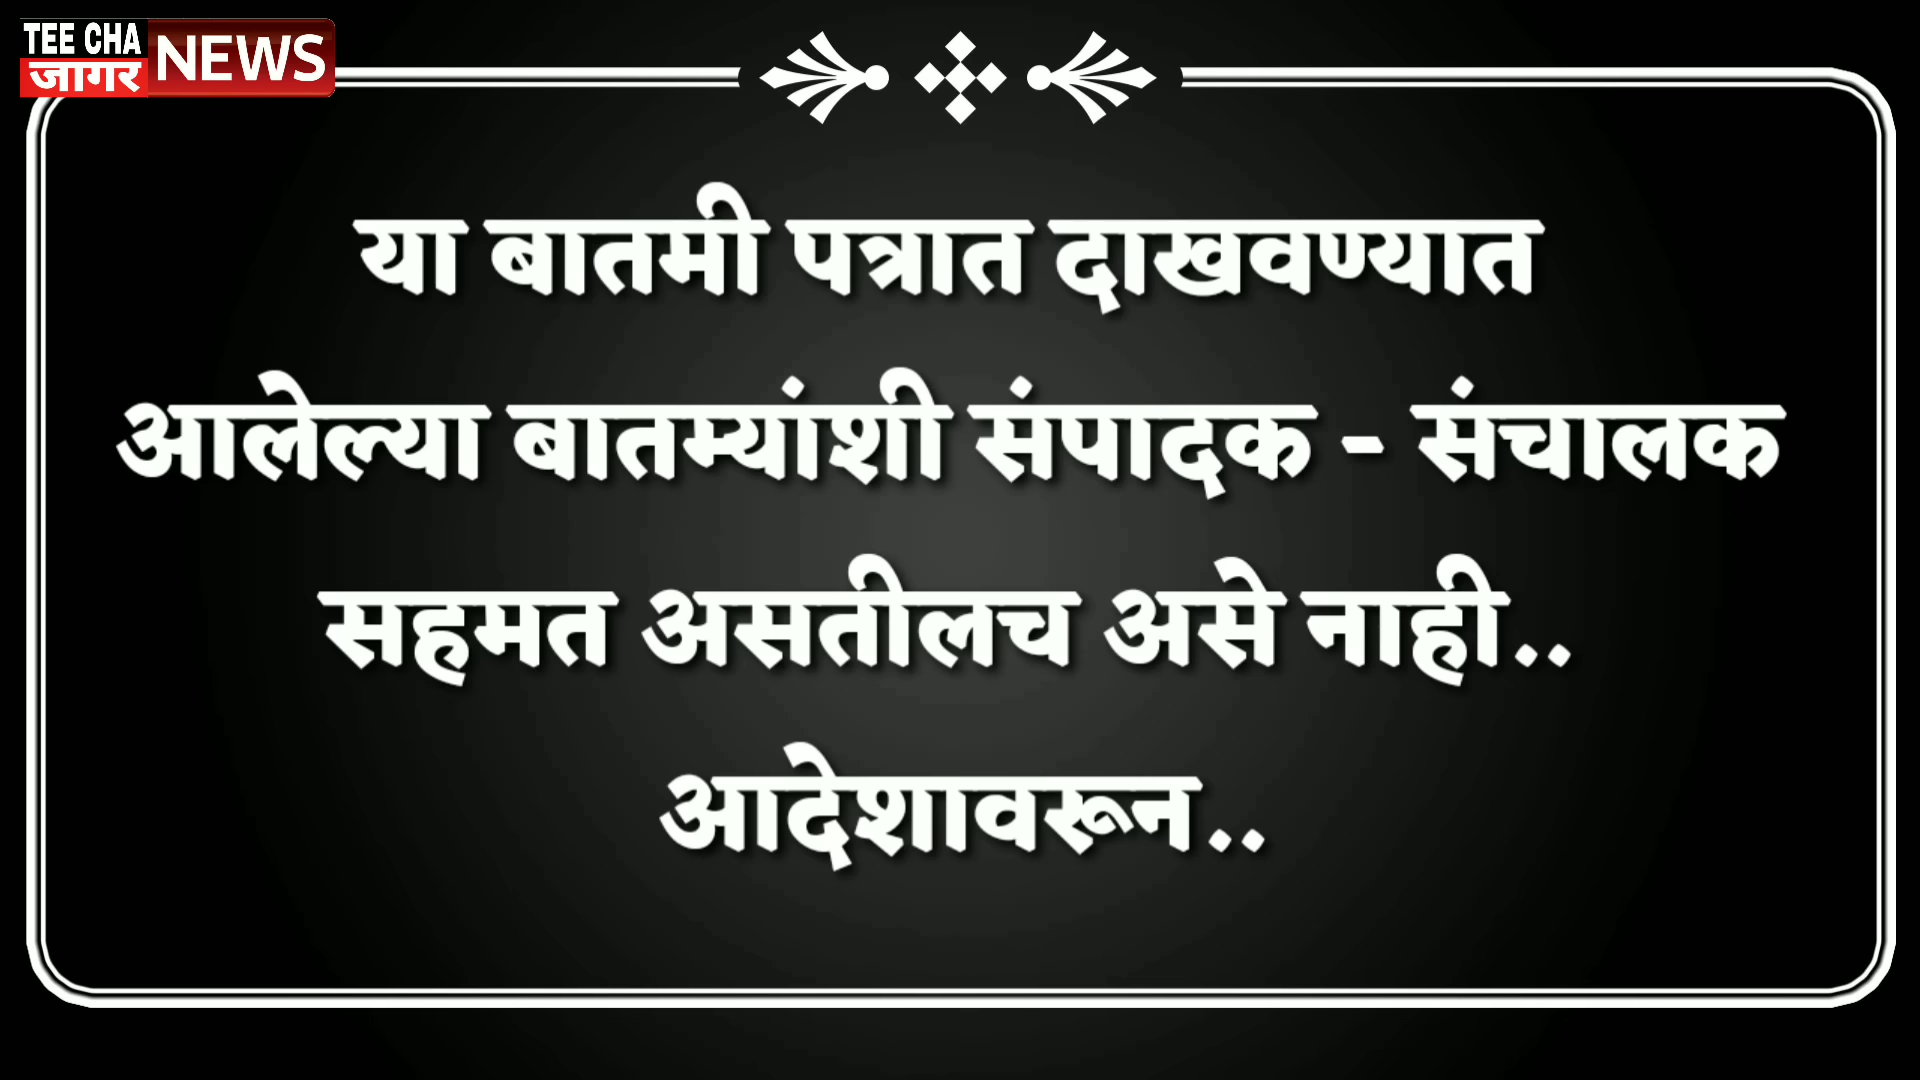 TEE CHA
जागर NEWS
या बातमी पत्रात दाखवण्यात
आलेल्या बातम्यांशी संपादक - संचालक
सहमत असतीलच असे नाही..
आदेशावरून..